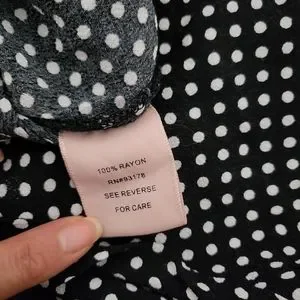 100% RAYON
RN#93178
SEE REVERSE
FOR CARE